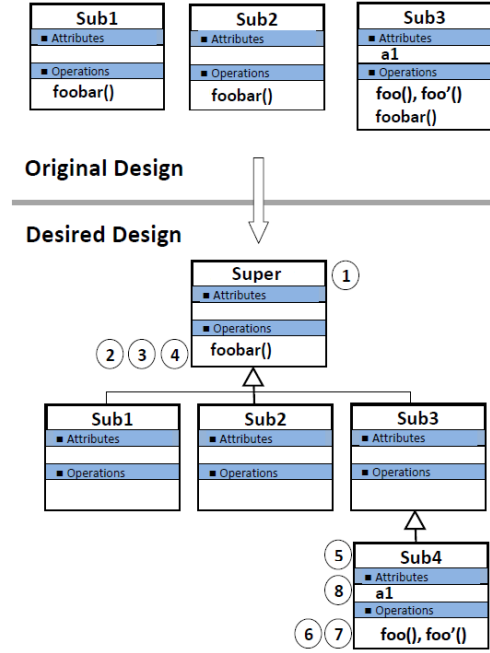 Sub1
■ Attributes
■ Operations
foobar()
Sub2
■ Attributes
■ Operations
foobar()
Sub3
■ Attributes
a1
■ Operations
foo(), foo’()
foobar()
Original Design
Desired Design
Super
■ Attributes
■ Operations
foobar()
1
2 3 4
Sub1
■ Attributes
■ Operations
Sub2
■ Attributes
■ Operations
Sub3
■ Attributes
■ Operations
5
Sub4
■ Attributes
8
a1
■ Operations
6 7
foo(), foo’()